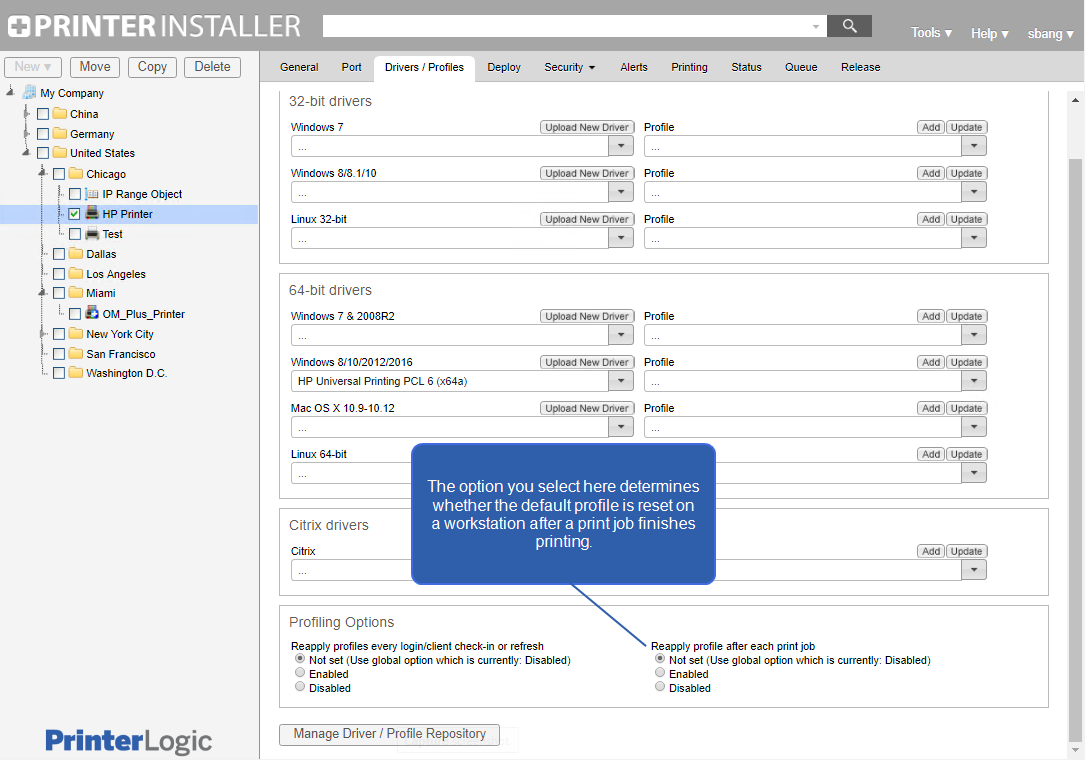 PRINTERINSTALLER
Tools ▾ Help ▾ sbang ▾
New ▾ Move Copy Delete
General Port Drivers / Profiles Deploy Security ▾ Alerts Printing Status Queue Release
My Company
China
Germany
United States
Chicago
IP Range Object
HP Printer
Test
Dallas
Los Angeles
Miami
OM_Plus_Printer
New York City
San Francisco
Washington D.C.
PrinterLogic
32-bit drivers
Windows 7 Upload New Driver Profile Add Update
... ...
Windows 8/8.1/10 Upload New Driver Profile Add Update
... ...
Linux 32-bit Upload New Driver Profile Add Update
... ...
64-bit drivers
Windows 7 & 2008R2 Upload New Driver Profile Add Update
... ...
Windows 8/10/2012/2016 Upload New Driver Profile Add Update
HP Universal Printing PCL 6 (x64a) ...
Mac OS X 10.9-10.12 Upload New Driver Profile Add Update
... ...
Linux 64-bit Add Update
...
The option you select here determines
whether the default profile is reset on
a workstation after a print job finishes
printing.
Citrix drivers
Citrix Add Update
...
Profiling Options
Reapply profiles every login/client check-in or refresh Reapply profile after each print job
Not set (Use global option which is currently: Disabled) Not set (Use global option which is currently: Disabled)
Enabled Enabled
Disabled Disabled
Manage Driver / Profile Repository